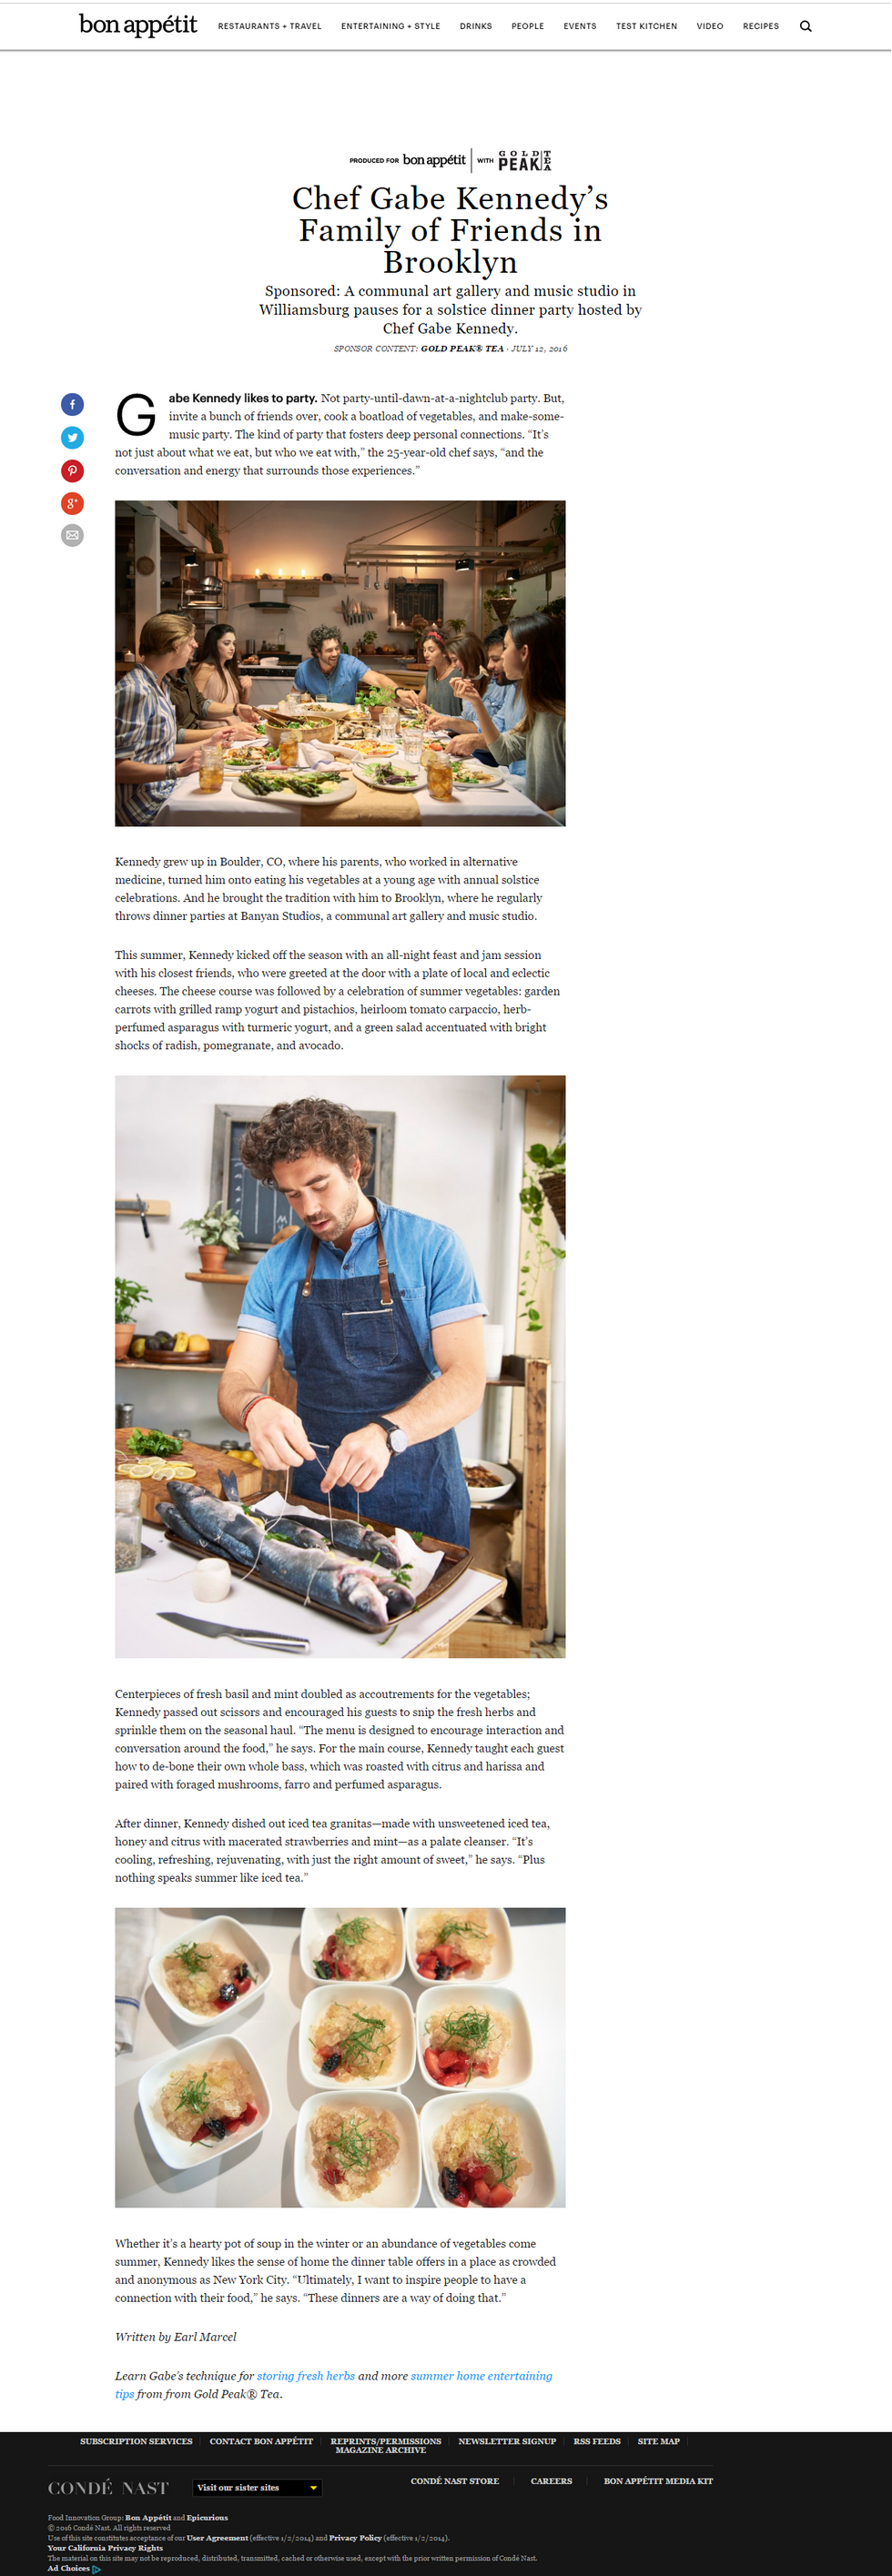 bon appétit
RESTAURANTS + TRAVEL
ENTERTAINING + STYLE
DRINKS
PEOPLE
EVENTS
TEST KITCHEN
VIDEO
RECIPES
PRODUCED FOR bon appétit WITH GOLD PEAK TEA
Chef Gabe Kennedy’s
Family of Friends in
Brooklyn
Sponsored: A communal art gallery and music studio in
Williamsburg pauses for a solstice dinner party hosted by
Chef Gabe Kennedy.
SPONSOR CONTENT: GOLD PEAK® TEA · JULY 12, 2016
Gabe Kennedy likes to party. Not party-until-dawn-at-a-nightclub party. But,
invite a bunch of friends over, cook a boatload of vegetables, and make-some-
music party. The kind of party that fosters deep personal connections. “It’s
not just about what we eat, but who we eat with,” the 25-year-old chef says, “and the
conversation and energy that surrounds those experiences.”
Kennedy grew up in Boulder, CO, where his parents, who worked in alternative
medicine, turned him onto eating his vegetables at a young age with annual solstice
celebrations. And he brought the tradition with him to Brooklyn, where he regularly
throws dinner parties at Banyan Studios, a communal art gallery and music studio.
This summer, Kennedy kicked off the season with an all-night feast and jam session
with his closest friends, who were greeted at the door with a plate of local and eclectic
cheeses. The cheese course was followed by a celebration of summer vegetables: garden
carrots with grilled ramp yogurt and pistachios, heirloom tomato carpaccio, herb-
perfumed asparagus with turmeric yogurt, and a green salad accentuated with bright
shocks of radish, pomegranate, and avocado.
Centerpieces of fresh basil and mint doubled as accoutrements for the vegetables;
Kennedy passed out scissors and encouraged his guests to snip the fresh herbs and
sprinkle them on the seasonal haul. “The menu is designed to encourage interaction and
conversation around the food,” he says. For the main course, Kennedy taught each guest
how to de-bone their own whole bass, which was roasted with citrus and harissa and
paired with foraged mushrooms, farro and perfumed asparagus.
After dinner, Kennedy dished out iced tea granitas—made with unsweetened iced tea,
honey and citrus with macerated strawberries and mint—as a palate cleanser. “It’s
cooling, refreshing, rejuvenating, with just the right amount of sweet,” he says. “Plus
nothing speaks summer like iced tea.”
Whether it’s a hearty pot of soup in the winter or an abundance of vegetables come
summer, Kennedy likes the sense of home the dinner table offers in a place as crowded
and anonymous as New York City. “Ultimately, I want to inspire people to have a
connection with their food,” he says. “These dinners are a way of doing that.”
Written by Earl Marcel
Learn Gabe’s technique for storing fresh herbs and more summer home entertaining
tips from from Gold Peak® Tea.
SUBSCRIPTION SERVICES
CONTACT BON APPÉTIT
REPRINTS/PERMISSIONS
NEWSLETTER SIGNUP
RSS FEEDS
SITE MAP
MAGAZINE ARCHIVE
CONDÉ NAST
Visit our sister sites
CONDÉ NAST STORE
CAREERS
BON APPÉTIT MEDIA KIT
Food Innovation Group: Bon Appétit and Epicurious
© 2016 Condé Nast. All rights reserved
Use of this site constitutes acceptance of our User Agreement (effective 1/2/2014) and Privacy Policy (effective 1/2/2014).
Your California Privacy Rights
The material on this site may not be reproduced, distributed, transmitted, cached or otherwise used, except with the prior written permission of Condé Nast.
Ad Choices